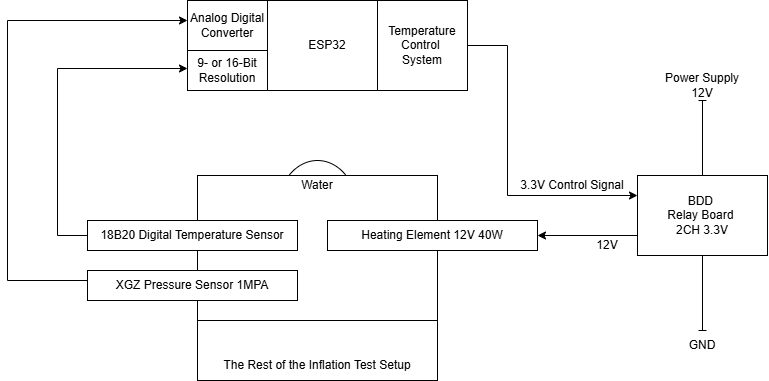 Analog Digital
Converter
9- or 16-Bit
Resolution
ESP32
Temperature
Control
System
Power Supply
12V
3.3V Control Signal
BDD
Relay Board
2CH 3.3V
Water
18B20 Digital Temperature Sensor
Heating Element 12V 40W
12V
XGZ Pressure Sensor 1MPA
GND
The Rest of the Inflation Test Setup